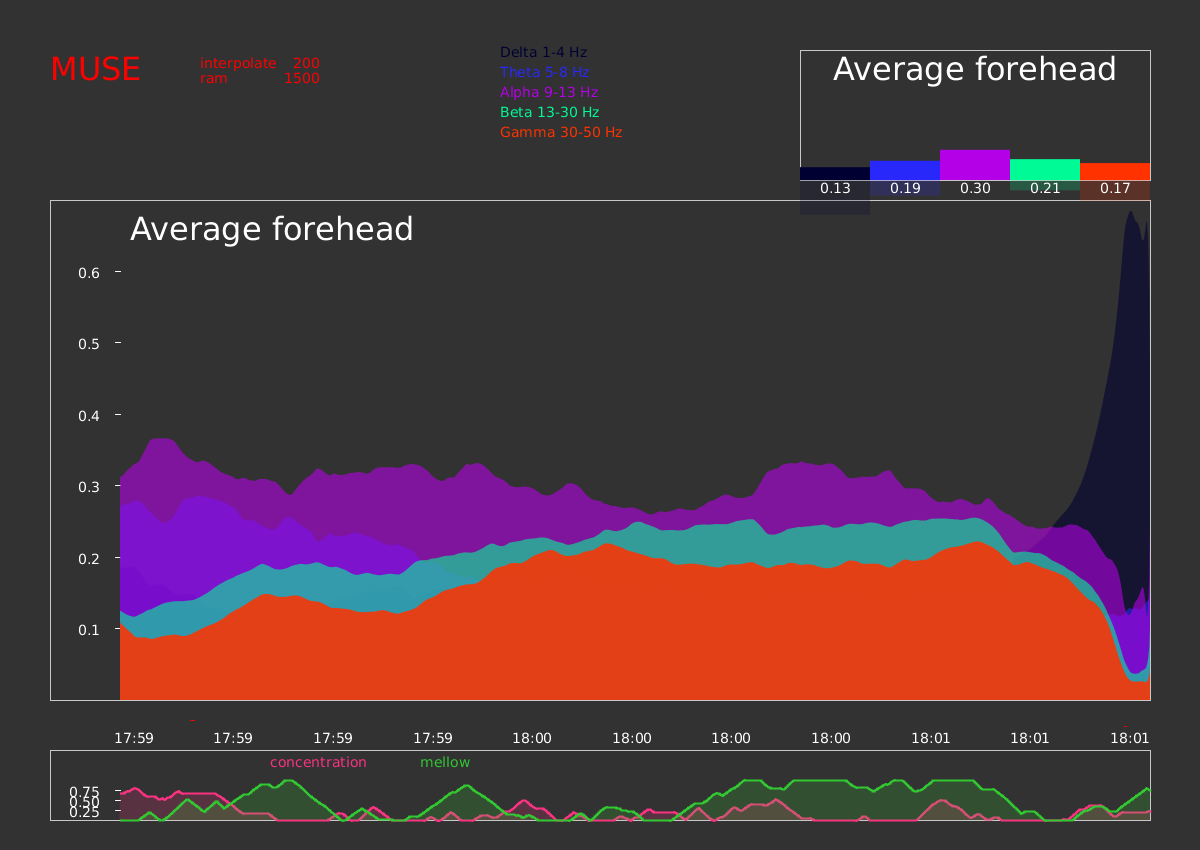 MUSE
interpolate 200
ram 1500
Delta 1-4 Hz
Theta 5-8 Hz
Alpha 9-13 Hz
Beta 13-30 Hz
Gamma 30-50 Hz
Average forehead
0.13 0.19 0.30 0.21 0.17
Average forehead
0.6
0.5
0.4
0.3
0.2
0.1
17:59 17:59 17:59 17:59 18:00 18:00 18:00 18:00 18:01 18:01 18:01
concentration mellow
0.75
0.50
0.25